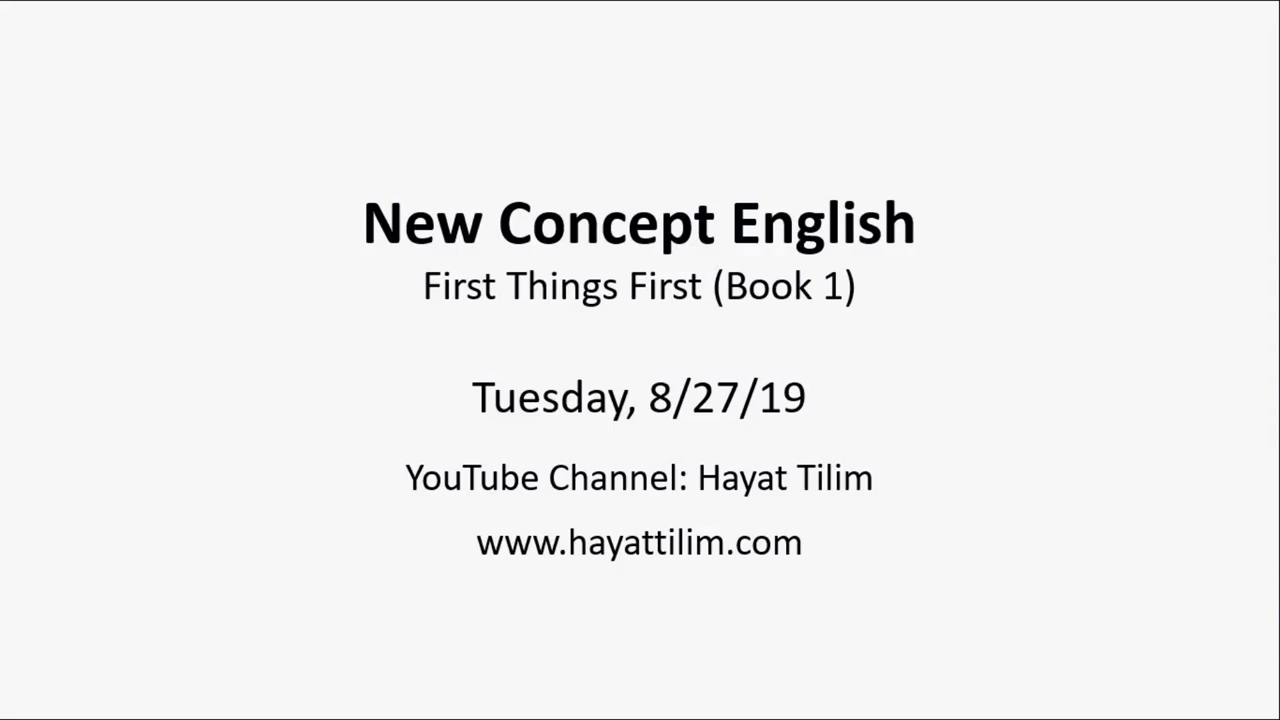 New Concept English
First Things First (Book 1)
Tuesday, 8/27/19
YouTube Channel: Hayat Tilim
www.hayattilim.com